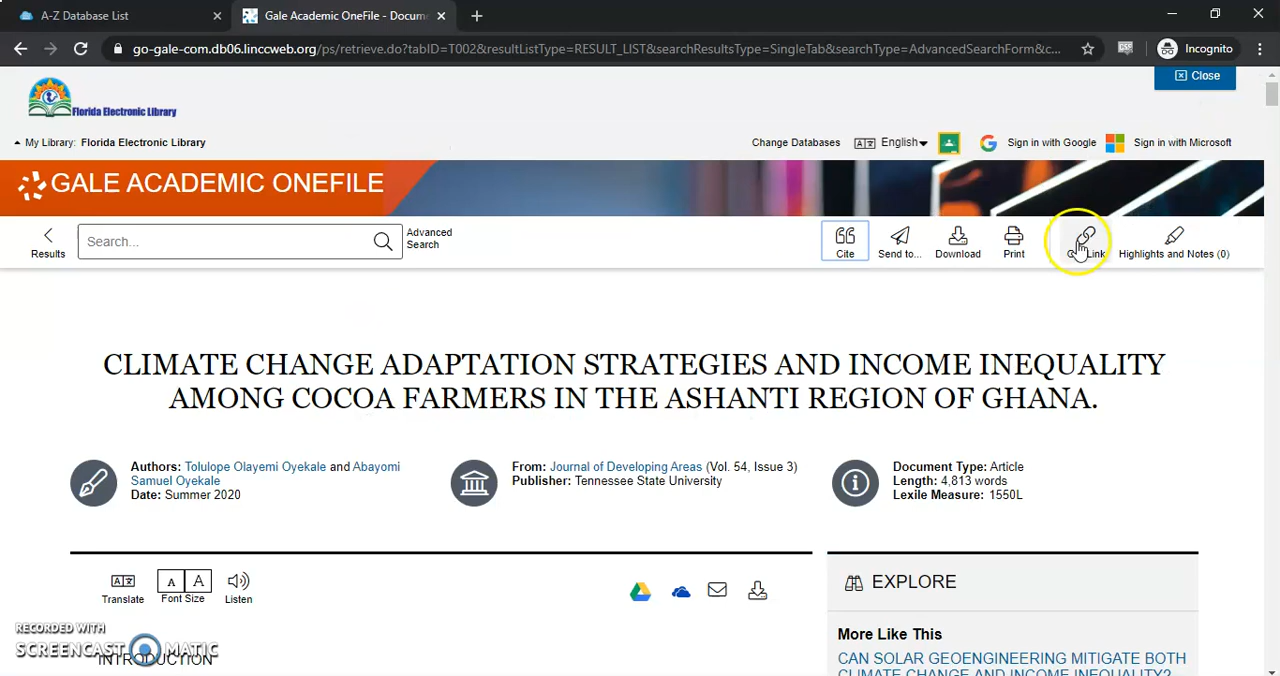 A-Z Database List
Gale Academic OneFile - Docum
go-gale-com.db06.linccweb.org/ps/retrieve.do?tabID=T002&resultListType=RESULT_LIST&searchResultsType=SingleTab&searchType=AdvancedSearchForm&c...
Incognito
Close
Florida Electronic Library
My Library: Florida Electronic Library
Change Databases
English
Sign in with Google
Sign in with Microsoft
GALE ACADEMIC ONEFILE
Results
Search...
Advanced
Search
Cite
Send to...
Download
Print
Link
Highlights and Notes (0)
CLIMATE CHANGE ADAPTATION STRATEGIES AND INCOME INEQUALITY
AMONG COCOA FARMERS IN THE ASHANTI REGION OF GHANA.
Authors: Tolulope Olayemi Oyekale and Abayomi
Samuel Oyekale
Date: Summer 2020
From: Journal of Developing Areas (Vol. 54, Issue 3)
Publisher: Tennessee State University
Document Type: Article
Length: 4,813 words
Lexile Measure: 1550L
Translate
A A
Font Size
Listen
EXPLORE
More Like This
CAN SOLAR GEOENGINEERING MITIGATE BOTH
CLIMATE CHANGE AND INCOME INEQUALITY?
RECORDED WITH
SCREENCAST MATIC
INTRODUCTION